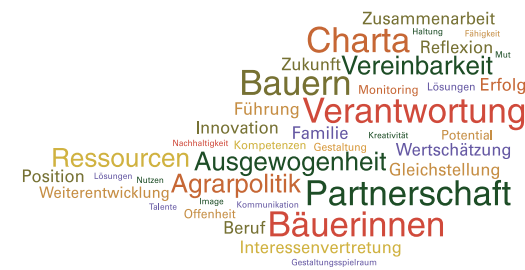 Zusammenarbeit
Charta Haltung Fähigkeit
Reflexion Mut
Zukunft Vereinbarkeit
Bauern Monitoring Lösungen Erfolg
Führung Verantwortung
Innovation Familie Kreativität Potential
Nachhaltigkeit Kompetenzen Gestaltung Wertschätzung
Ressourcen Ausgewogenheit Gleichstellung
Position Lösungen Nutzen Agrarpolitik Partnerschaft
Weiterentwicklung Image
Talente Offenheit Kommunikation
Beruf Bäuerinnen
Interessenvertretung
Gestaltungsspielraum